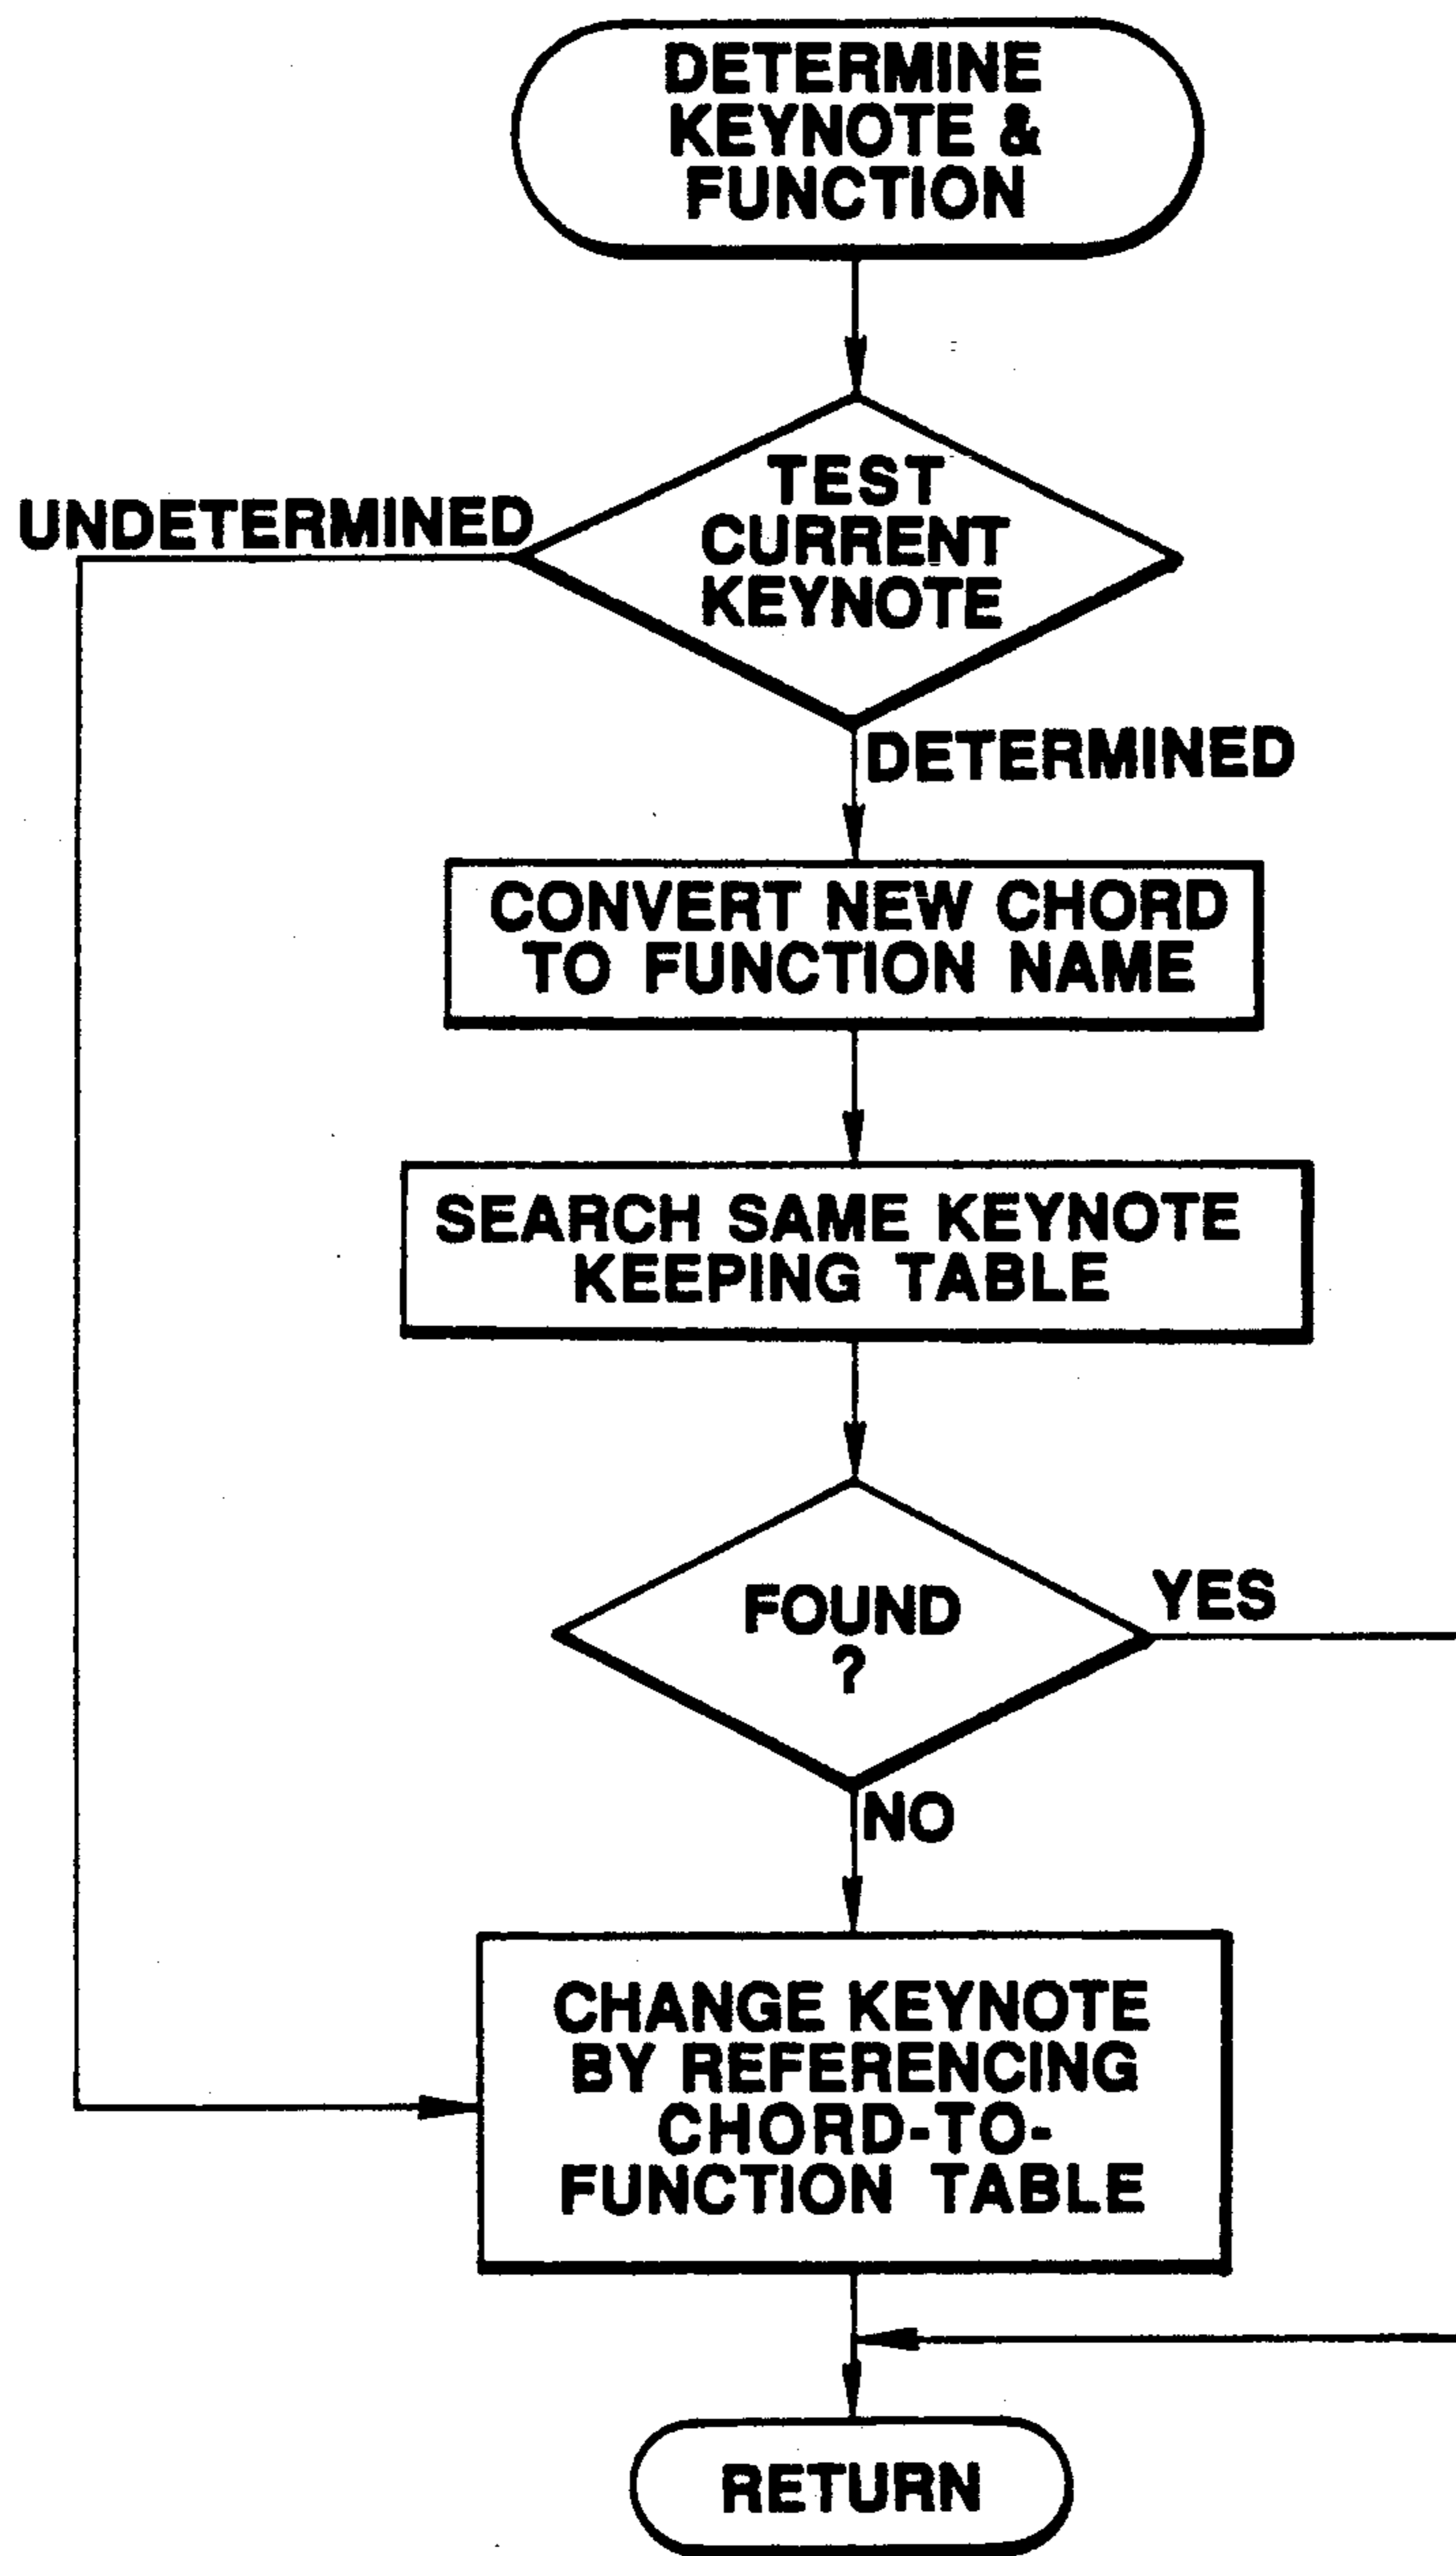 DETERMINE
KEYNOTE &
FUNCTION
TEST
CURRENT
KEYNOTE
UNDETERMINED
DETERMINED
CONVERT NEW CHORD
TO FUNCTION NAME
SEARCH SAME KEYNOTE
KEEPING TABLE
FOUND
?
YES
NO
CHANGE KEYNOTE
BY REFERENCING
CHORD-TO-
FUNCTION TABLE
RETURN